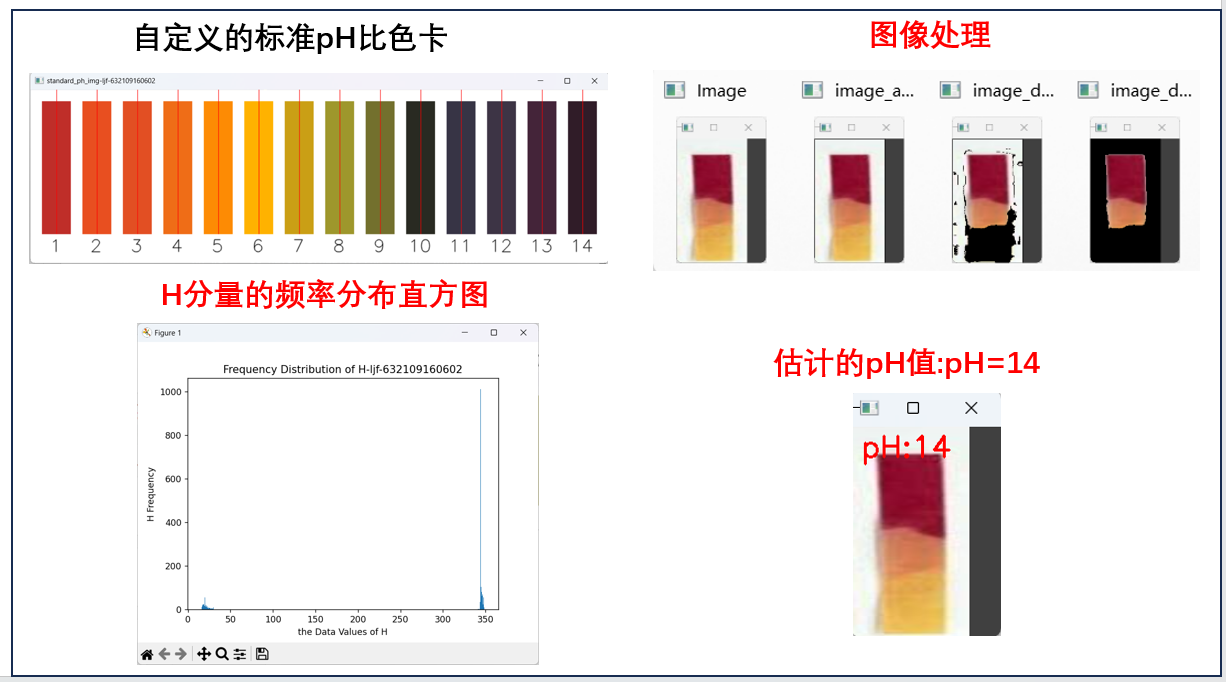 自定义的标准pH比色卡
standard_ph_img-ljf-632109160602
1 2 3 4 5 6 7 8 9 10 11 12 13 14
图像处理
Image image_a... image_d... image_d...
H分量的频率分布直方图
Figure 1
Frequency Distribution of H-ljf-632109160602
1000
800
600
400
200
0
H Frequency
0 50 100 150 200 250 300 350
the Data Values of H
估计的pH值:pH=14
pH:14